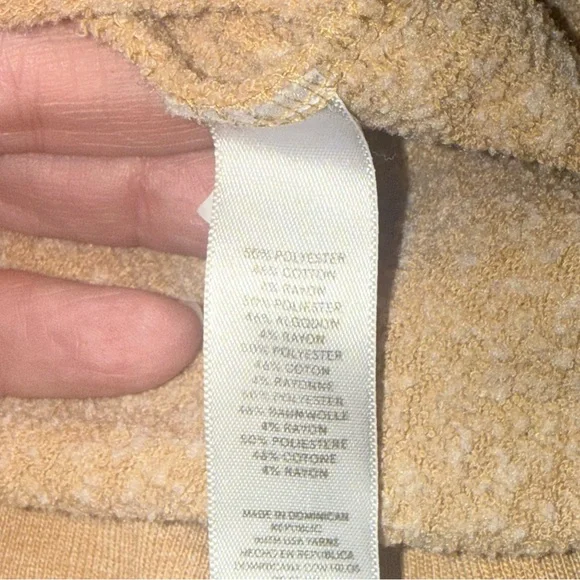 50% POLYESTER
46% COTTON
4% RAYON
50% POLIESTER
46% ALGODON
4% RAYON
50% POLYESTER
46% COTON
4% RAYONNE
50% POLYESTER
46% BAUMWOLLE
4% RAYON
50% POLIESTERE
46% COTONE
4% RAYON
MADE IN DOMINICAN
REPUBLIC
WITH USA YARNS
HECHO EN REPUBLICA
DOMINICANA CON HILOS